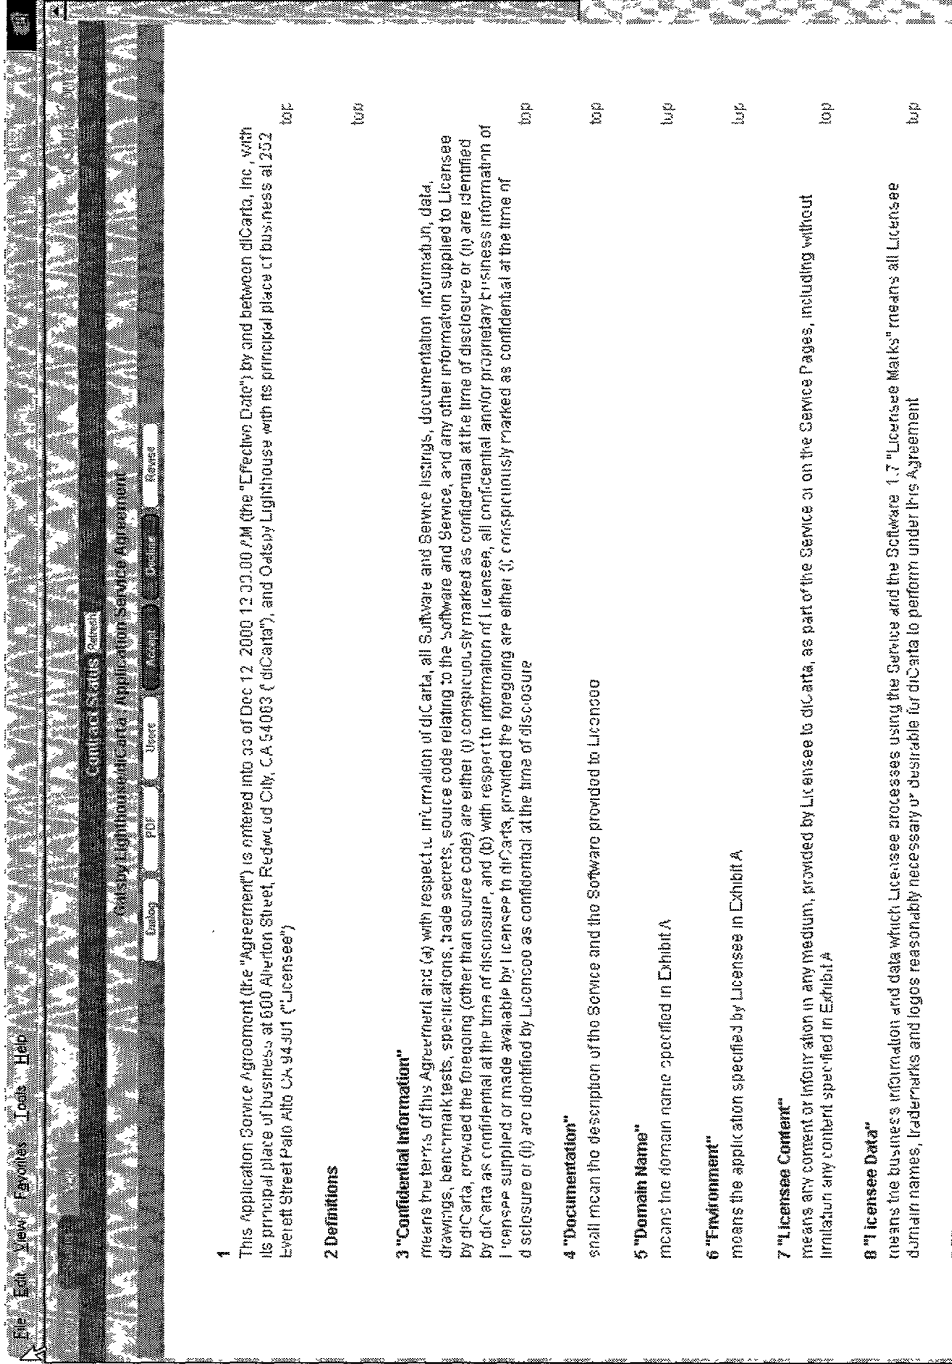 File Edit View Favorites Tools Help
Contract Status Refresh
Gatsby Lighthouse/diCarta : Application Service Agreement
Dialog PDF Users Accept Decline Revise
1
This Application Service Agreement (the "Agreement") is entered into as of Dec 12, 2000 12:00:00 AM (the "Effective Date") by and between diCarta, Inc, with
its principal place of business at 600 Allerton Street, Redwood City, CA 94063 ("diCarta"), and Gatsby Lighthouse with its principal place of business at 252
Everett Street Palo Alto CA 94301 ("Licensee")
top
2 Definitions
top
3 "Confidential Information"
means the terms of this Agreement and (a) with respect to information of diCarta, all Software and Service listings, documentation, information, data,
drawings, benchmark tests, specifications, trade secrets, source code relating to the Software and Service, and any other information supplied to Licensee
by diCarta, provided the foregoing (other than source code) are either (i) conspicuously marked as confidential at the time of disclosure or (ii) are identified
by diCarta as confidential at the time of disclosure, and (b) with respect to information of Licensee, all confidential and/or proprietary business information of
Licensee supplied or made available by Licensee to diCarta, provided the foregoing are either (i) conspicuously marked as confidential at the time of
disclosure or (ii) are identified by Licensee as confidential at the time of disclosure
top
4 "Documentation"
shall mean the description of the Service and the Software provided to Licensee
top
5 "Domain Name"
means the domain name specified in Exhibit A
top
6 "Environment"
means the application specified by Licensee in Exhibit A
top
7 "Licensee Content"
means any content or information in any medium, provided by Licensee to diCarta, as part of the Service or on the Service Pages, including without
limitation any content specified in Exhibit A
top
8 "Licensee Data"
means the business information and data which Licensee processes using the Service and the Software 1.7 "Licensee Marks" means all Licensee
domain names, trademarks and logos reasonably necessary or desirable for diCarta to perform under this Agreement
top